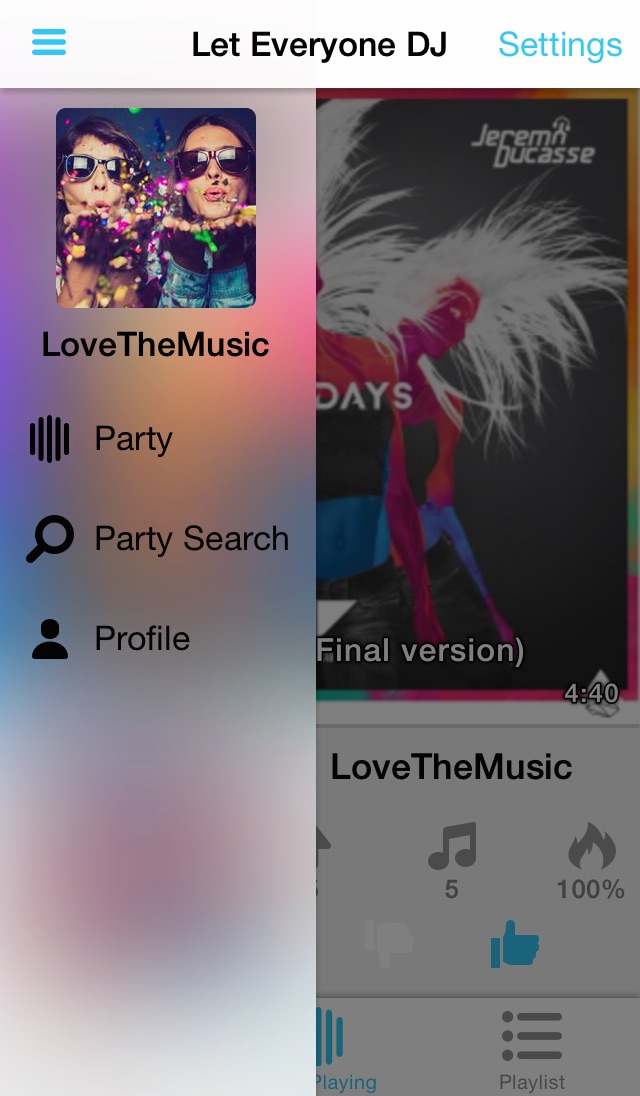 Let Everyone DJ
Settings
LoveTheMusic
Party
Party Search
Profile
Jeremy
Ducasse
DAYS
Final version)
4:40
LoveTheMusic
5
100%
Playing
Playlist